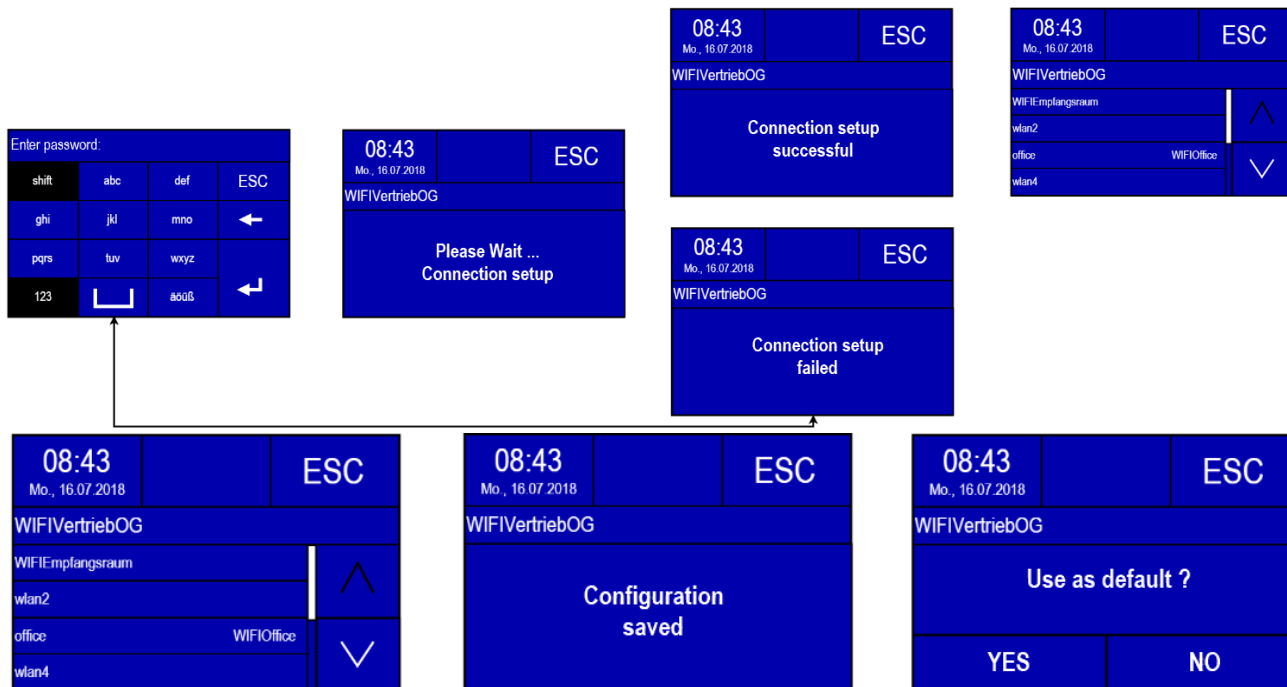 08:43
Mo., 16.07.2018
ESC
WIFIVertriebOG
Connection setup
successful
08:43
Mo., 16.07.2018
ESC
WIFIVertriebOG
WIFIEmpfangsraum
wlan2
office WIFIOffice
wlan4
Enter password:
shift abc def ESC
ghi jkl mno
pqrs tuv wxyz
123 äöüß
08:43
Mo., 16.07.2018
ESC
WIFIVertriebOG
Please Wait ...
Connection setup
08:43
Mo., 16.07.2018
ESC
WIFIVertriebOG
Connection setup
failed
08:43
Mo., 16.07.2018
ESC
WIFIVertriebOG
WIFIEmpfangsraum
wlan2
office WIFIOffice
wlan4
08:43
Mo., 16.07.2018
ESC
WIFIVertriebOG
Configuration
saved
08:43
Mo., 16.07.2018
ESC
WIFIVertriebOG
Use as default ?
YES NO